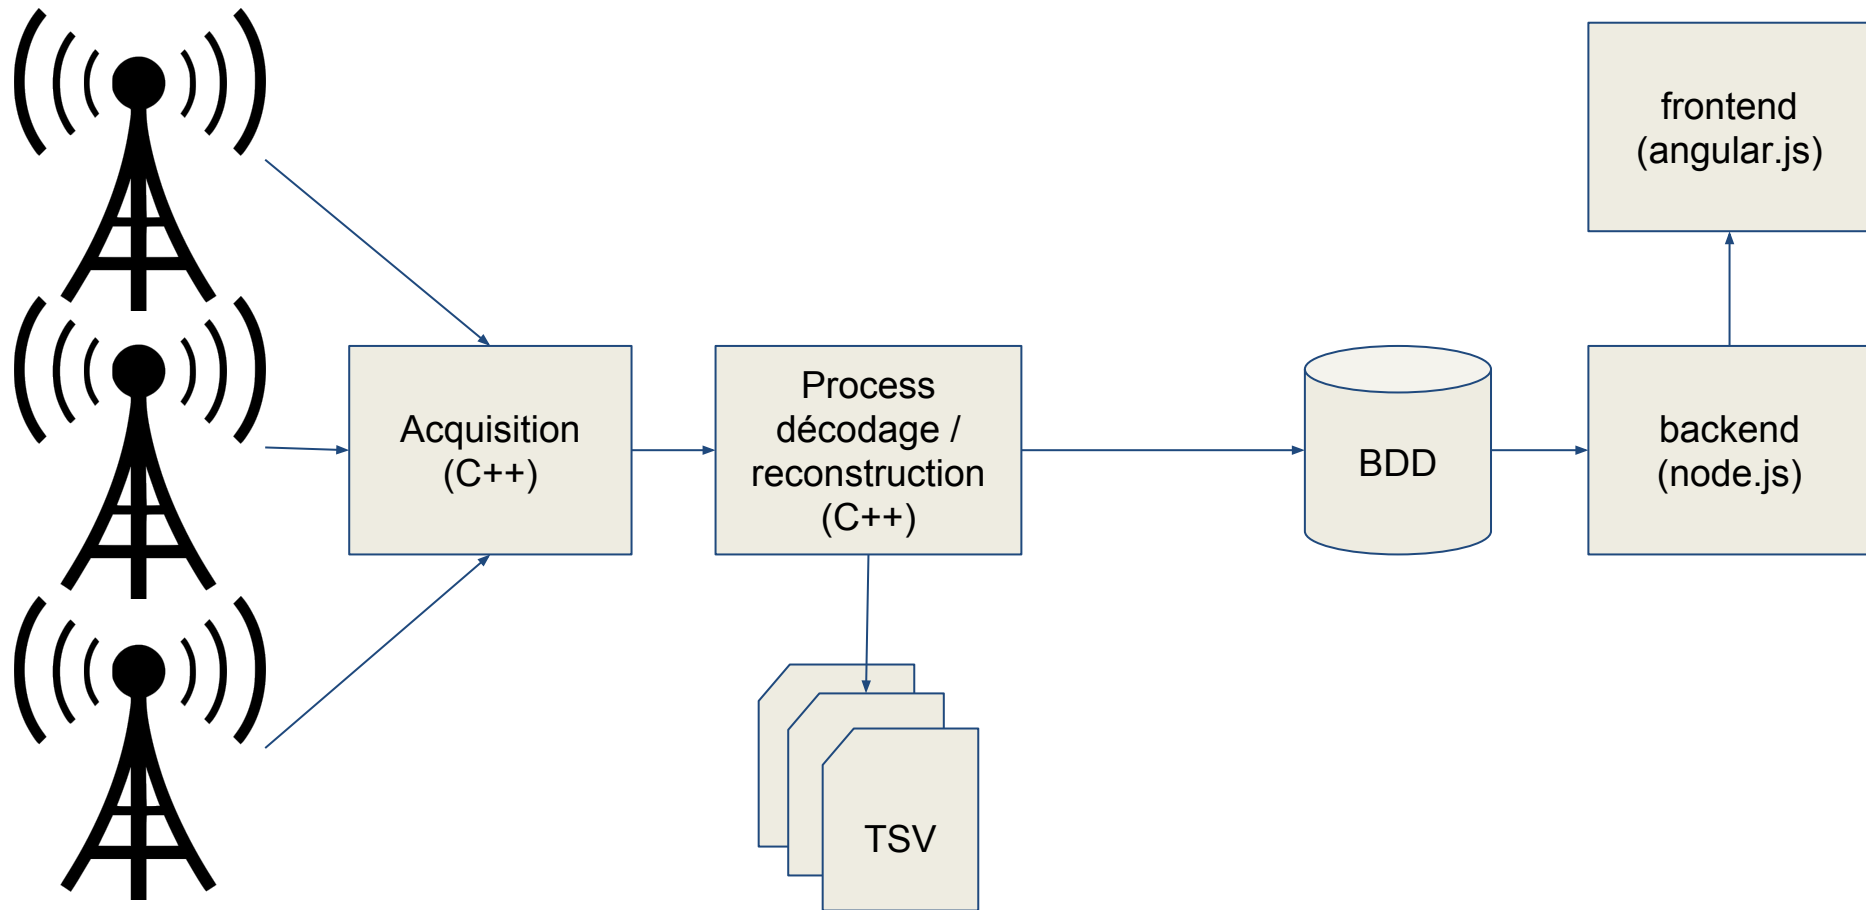 frontend
(angular.js)
Acquisition
(C++)
Process
décodage /
reconstruction
(C++)
BDD
backend
(node.js)
TSV